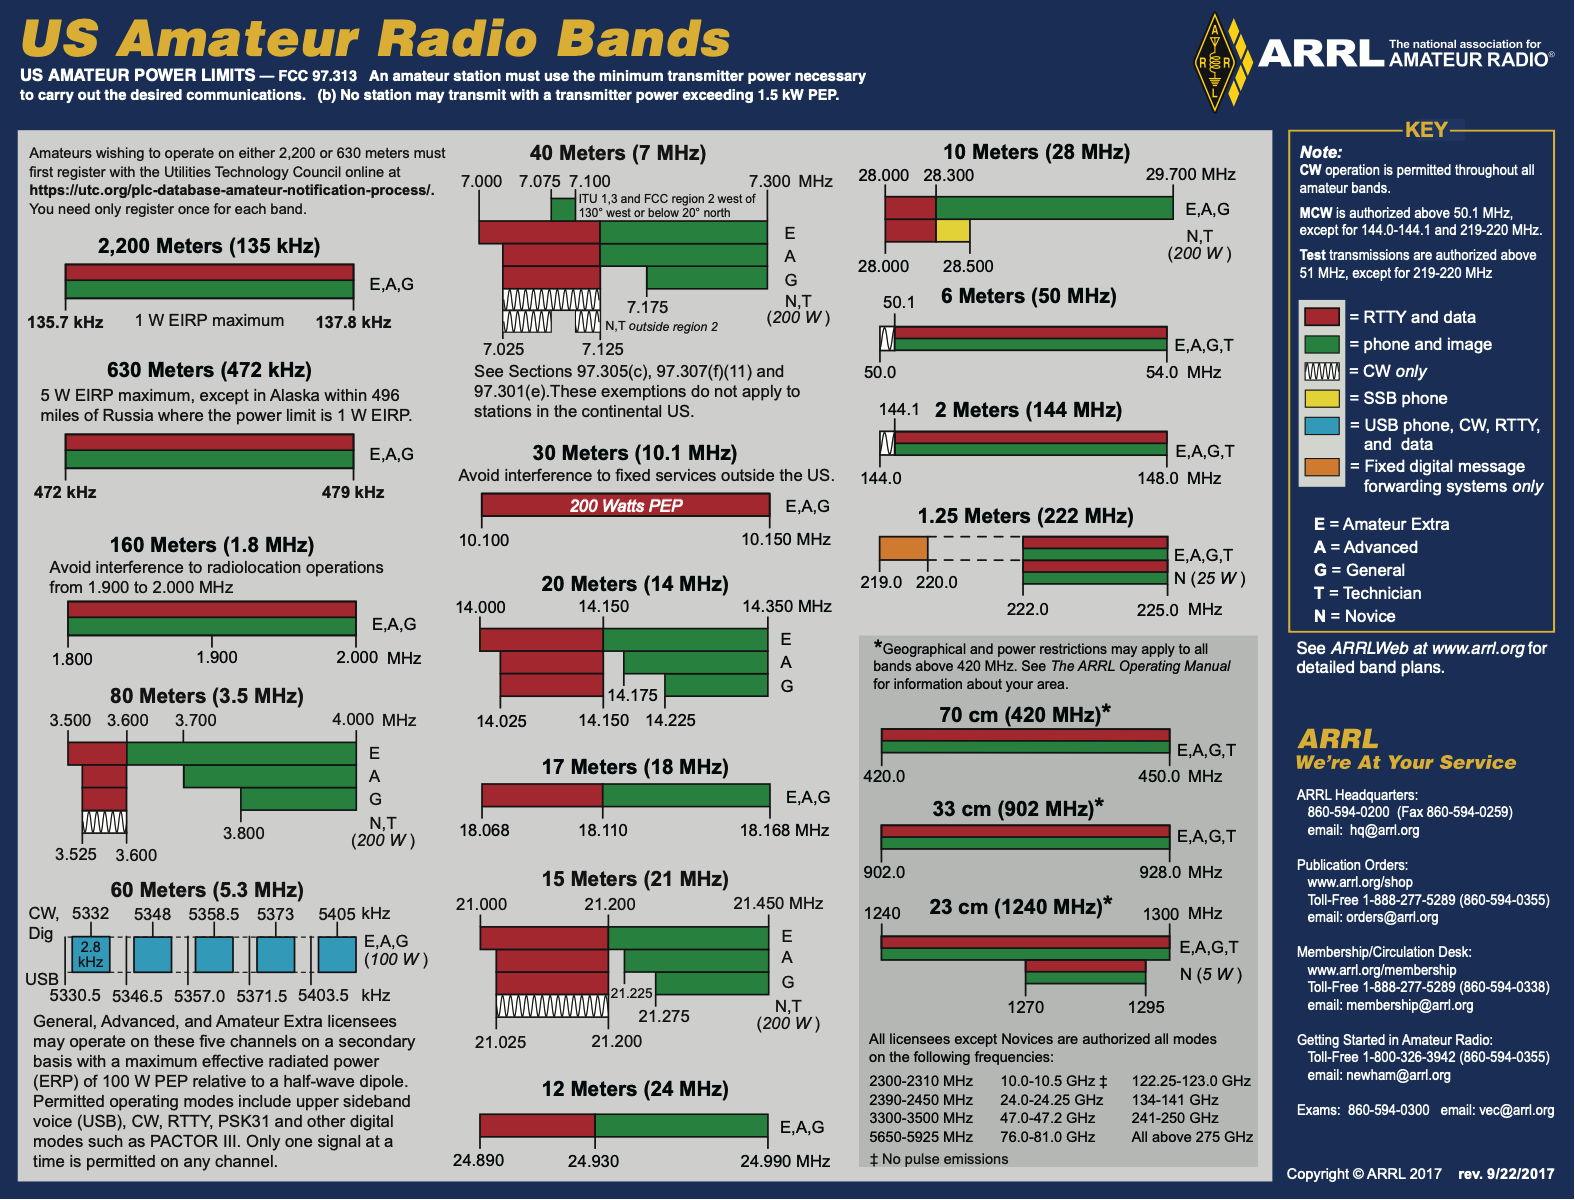 US Amateur Radio Bands
US AMATEUR POWER LIMITS — FCC 97.313   An amateur station must use the minimum transmitter power necessary
to carry out the desired communications.   (b) No station may transmit with a transmitter power exceeding 1.5 kW PEP.
A
R R
L
ARRL The national association for
AMATEUR RADIO®
Amateurs wishing to operate on either 2,200 or 630 meters must
first register with the Utilities Technology Council online at
https://utc.org/plc-database-amateur-notification-process/.
You need only register once for each band.
2,200 Meters (135 kHz)
E,A,G
135.7 kHz   1 W EIRP maximum   137.8 kHz
630 Meters (472 kHz)
5 W EIRP maximum, except in Alaska within 496
miles of Russia where the power limit is 1 W EIRP.
E,A,G
472 kHz   479 kHz
160 Meters (1.8 MHz)
Avoid interference to radiolocation operations
from 1.900 to 2.000 MHz
E,A,G
1.800   1.900   2.000 MHz
80 Meters (3.5 MHz)
3.500   3.600   3.700   4.000 MHz
E
A
G
N,T
(200 W)
3.800
3.525   3.600
60 Meters (5.3 MHz)
CW,
Dig
5332   5348   5358.5   5373   5405 kHz
2.8
kHz
E,A,G
(100 W)
USB
5330.5   5346.5   5357.0   5371.5   5403.5   kHz
General, Advanced, and Amateur Extra licensees
may operate on these five channels on a secondary
basis with a maximum effective radiated power
(ERP) of 100 W PEP relative to a half-wave dipole.
Permitted operating modes include upper sideband
voice (USB), CW, RTTY, PSK31 and other digital
modes such as PACTOR III. Only one signal at a
time is permitted on any channel.
40 Meters (7 MHz)
7.000   7.075   7.100   7.300 MHz
ITU 1,3 and FCC region 2 west of
130° west or below 20° north
E
A
G
7.175
N,T
(200 W)
N,T outside region 2
7.025   7.125
See Sections 97.305(c), 97.307(f)(11) and
97.301(e).These exemptions do not apply to
stations in the continental US.
30 Meters (10.1 MHz)
Avoid interference to fixed services outside the US.
200 Watts PEP   E,A,G
10.100   10.150 MHz
20 Meters (14 MHz)
14.000   14.150   14.350 MHz
E
A
G
14.175
14.025   14.150   14.225
17 Meters (18 MHz)
E,A,G
18.068   18.110   18.168 MHz
15 Meters (21 MHz)
21.000   21.200   21.450 MHz
E
A
G
21.225
21.275
N,T
(200 W)
21.025   21.200
12 Meters (24 MHz)
E,A,G
24.890   24.930   24.990 MHz
10 Meters (28 MHz)
28.000   28.300   29.700 MHz
E,A,G
N,T
(200 W)
28.000   28.500
6 Meters (50 MHz)
50.1
E,A,G,T
50.0   54.0 MHz
2 Meters (144 MHz)
144.1
E,A,G,T
144.0   148.0 MHz
1.25 Meters (222 MHz)
E,A,G,T
N (25 W)
219.0   220.0
222.0   225.0 MHz
*Geographical and power restrictions may apply to all
bands above 420 MHz. See The ARRL Operating Manual
for information about your area.
70 cm (420 MHz)*
E,A,G,T
420.0   450.0 MHz
33 cm (902 MHz)*
E,A,G,T
902.0   928.0 MHz
23 cm (1240 MHz)*
1240   1300 MHz
E,A,G,T
N (5 W)
1270   1295
All licensees except Novices are authorized all modes
on the following frequencies:
2300-2310 MHz   10.0-10.5 GHz ‡   122.25-123.0 GHz
2390-2450 MHz   24.0-24.25 GHz   134-141 GHz
3300-3500 MHz   47.0-47.2 GHz   241-250 GHz
5650-5925 MHz   76.0-81.0 GHz   All above 275 GHz
‡ No pulse emissions
KEY
Note:
CW operation is permitted throughout all
amateur bands.
MCW is authorized above 50.1 MHz,
except for 144.0-144.1 and 219-220 MHz.
Test transmissions are authorized above
51 MHz, except for 219-220 MHz
= RTTY and data
= phone and image
= CW only
= SSB phone
= USB phone, CW, RTTY,
and data
= Fixed digital message
forwarding systems only
E = Amateur Extra
A = Advanced
G = General
T = Technician
N = Novice
See ARRLWeb at www.arrl.org for
detailed band plans.
ARRL
We're At Your Service
ARRL Headquarters:
860-594-0200 (Fax 860-594-0259)
email: hq@arrl.org
Publication Orders:
www.arrl.org/shop
Toll-Free 1-888-277-5289 (860-594-0355)
email: orders@arrl.org
Membership/Circulation Desk:
www.arrl.org/membership
Toll-Free 1-888-277-5289 (860-594-0338)
email: membership@arrl.org
Getting Started in Amateur Radio:
Toll-Free 1-800-326-3942 (860-594-0355)
email: newham@arrl.org
Exams: 860-594-0300 email: vec@arrl.org
Copyright © ARRL 2017   rev. 9/22/2017